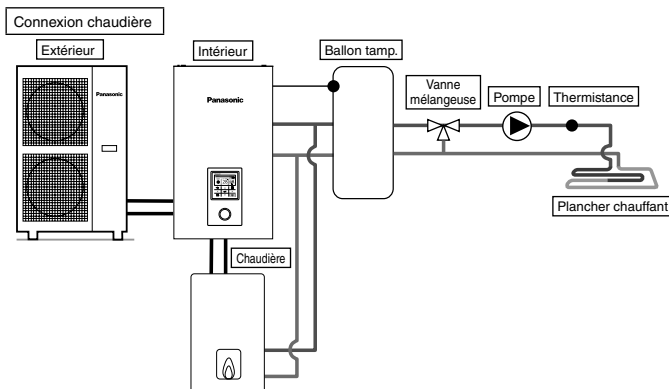 Connexion chaudière
Extérieur
Intérieur
Ballon tamp.
Vanne
mélangeuse
Pompe
Thermistance
Panasonic
Panasonic
Plancher chauffant
Chaudière